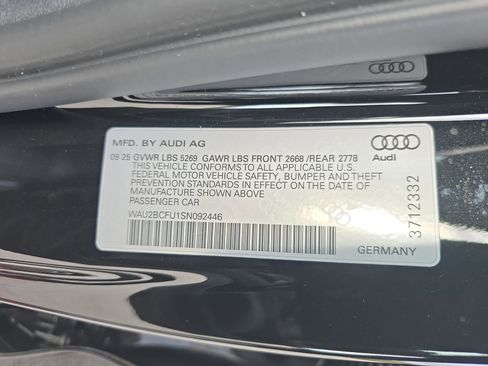 MFD. BY AUDI AG
09 25 GVWR LBS 5269 GAWR LBS FRONT 2668 /REAR 2778
THIS VEHICLE CONFORMS TO ALL APPLICABLE U.S.
FEDERAL MOTOR VEHICLE SAFETY, BUMPER AND THEFT
PREVENTION STANDARDS IN EFFECT ON THE DATE OF
MANUFACTURE SHOWN ABOVE
PASSENGER CAR
WAU2BCFU1SN092446
Audi
3712332
GERMANY